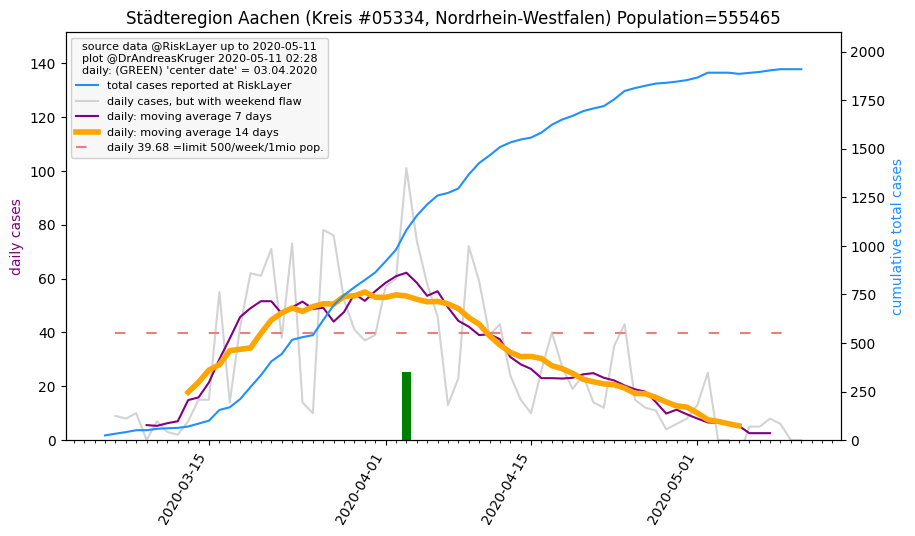 Städteregion Aachen (Kreis #05334, Nordrhein-Westfalen) Population=555465
source data @RiskLayer up to 2020-05-11
plot @DrAndreasKruger 2020-05-11 02:28
daily: (GREEN) 'center date' = 03.04.2020
total cases reported at RiskLayer
daily cases, but with weekend flaw
daily: moving average 7 days
daily: moving average 14 days
daily 39.68 =limit 500/week/1mio pop.
daily cases
140
120
100
80
60
40
20
0
2000
1750
1500
1250
1000
750
500
250
0
cumulative total cases
2020-03-15
2020-04-01
2020-04-15
2020-05-01